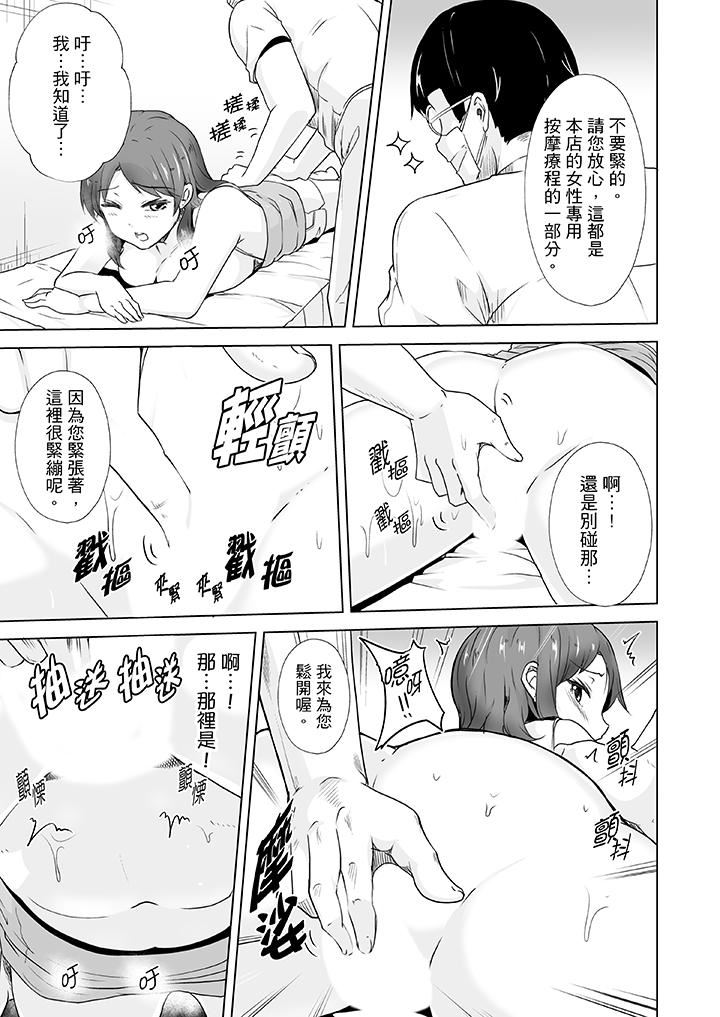 不要緊的。
請您放心，這都是
本店的女性專用
按摩療程的一部分。
搓揉
搓揉
吁…吁…
我…我知道了…
吁
吁
啊…！
還是別碰那…
戳摳
戳摳
輕顫
因為您緊張著，
這裡很緊繃呢。
戳摳
夾緊
夾緊
戳摳
噫呀!!
顫抖
顫抖
我來為您
鬆開喔。
摩娑
啊…！
那…那裡是！
抽送
抽送
顫慄
顫慄
吁
吁